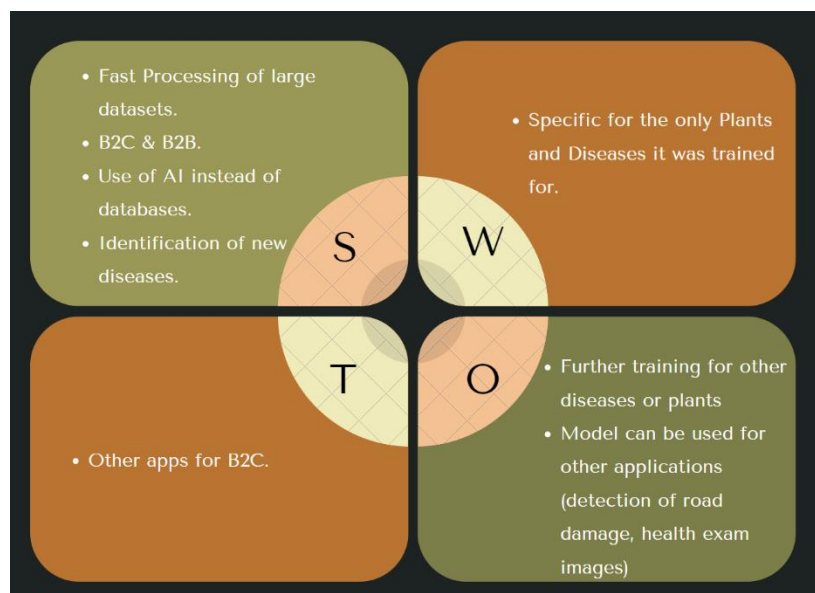 • Fast Processing of large
datasets.
• B2C & B2B.
• Use of AI instead of
databases.
• Identification of new
diseases.
S
• Specific for the only Plants
and Diseases it was trained
for.
W
T
• Other apps for B2C.
O
• Further training for other
diseases or plants
• Model can be used for
other applications
(detection of road
damage, health exam
images)